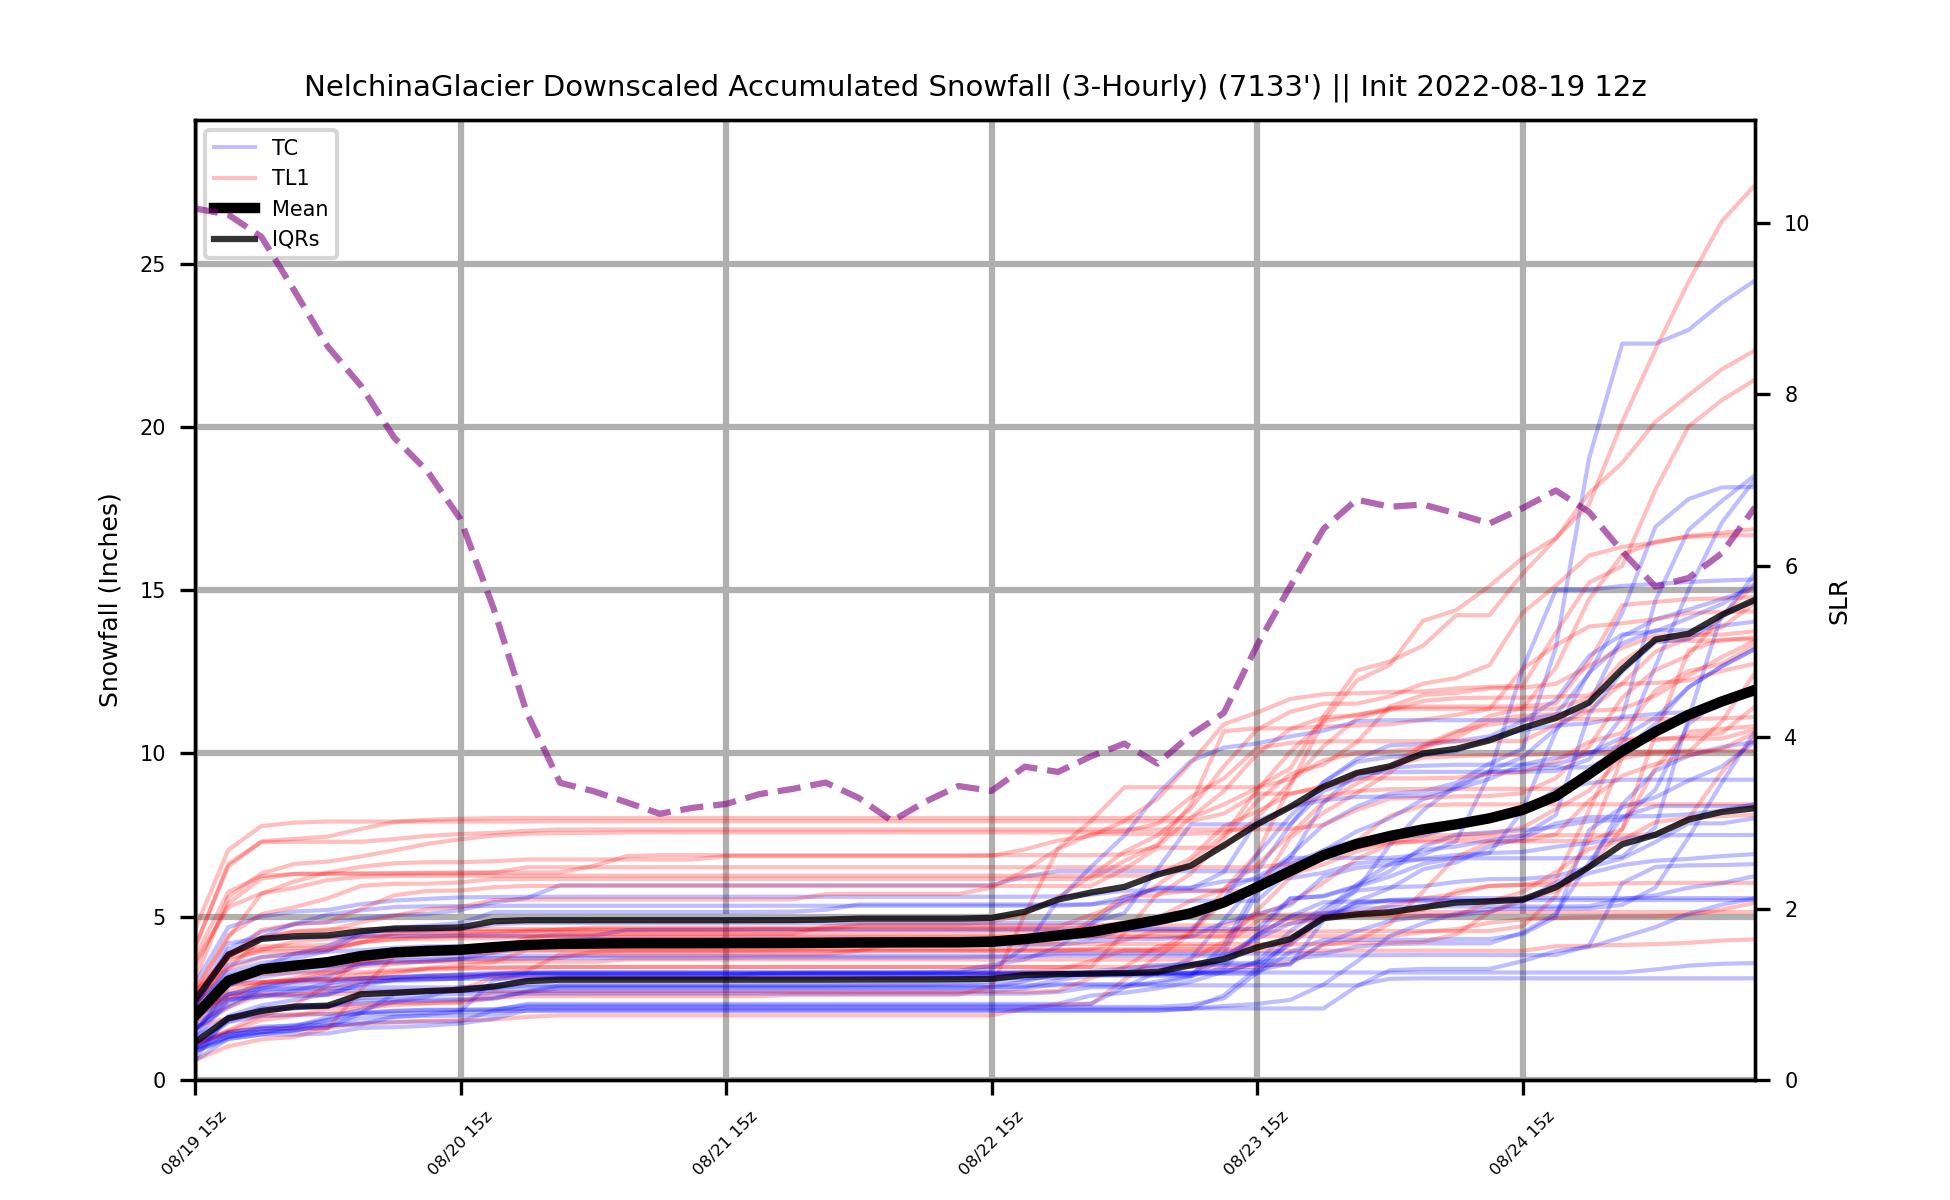 NelchinaGlacier Downscaled Accumulated Snowfall (3-Hourly) (7133') || Init 2022-08-19 12z
TC
TL1
Mean
IQRs
Snowfall (Inches)
25
20
15
10
5
0
10
8
6
4
2
0
SLR
08/19 15z
08/20 15z
08/21 15z
08/22 15z
08/23 15z
08/24 15z